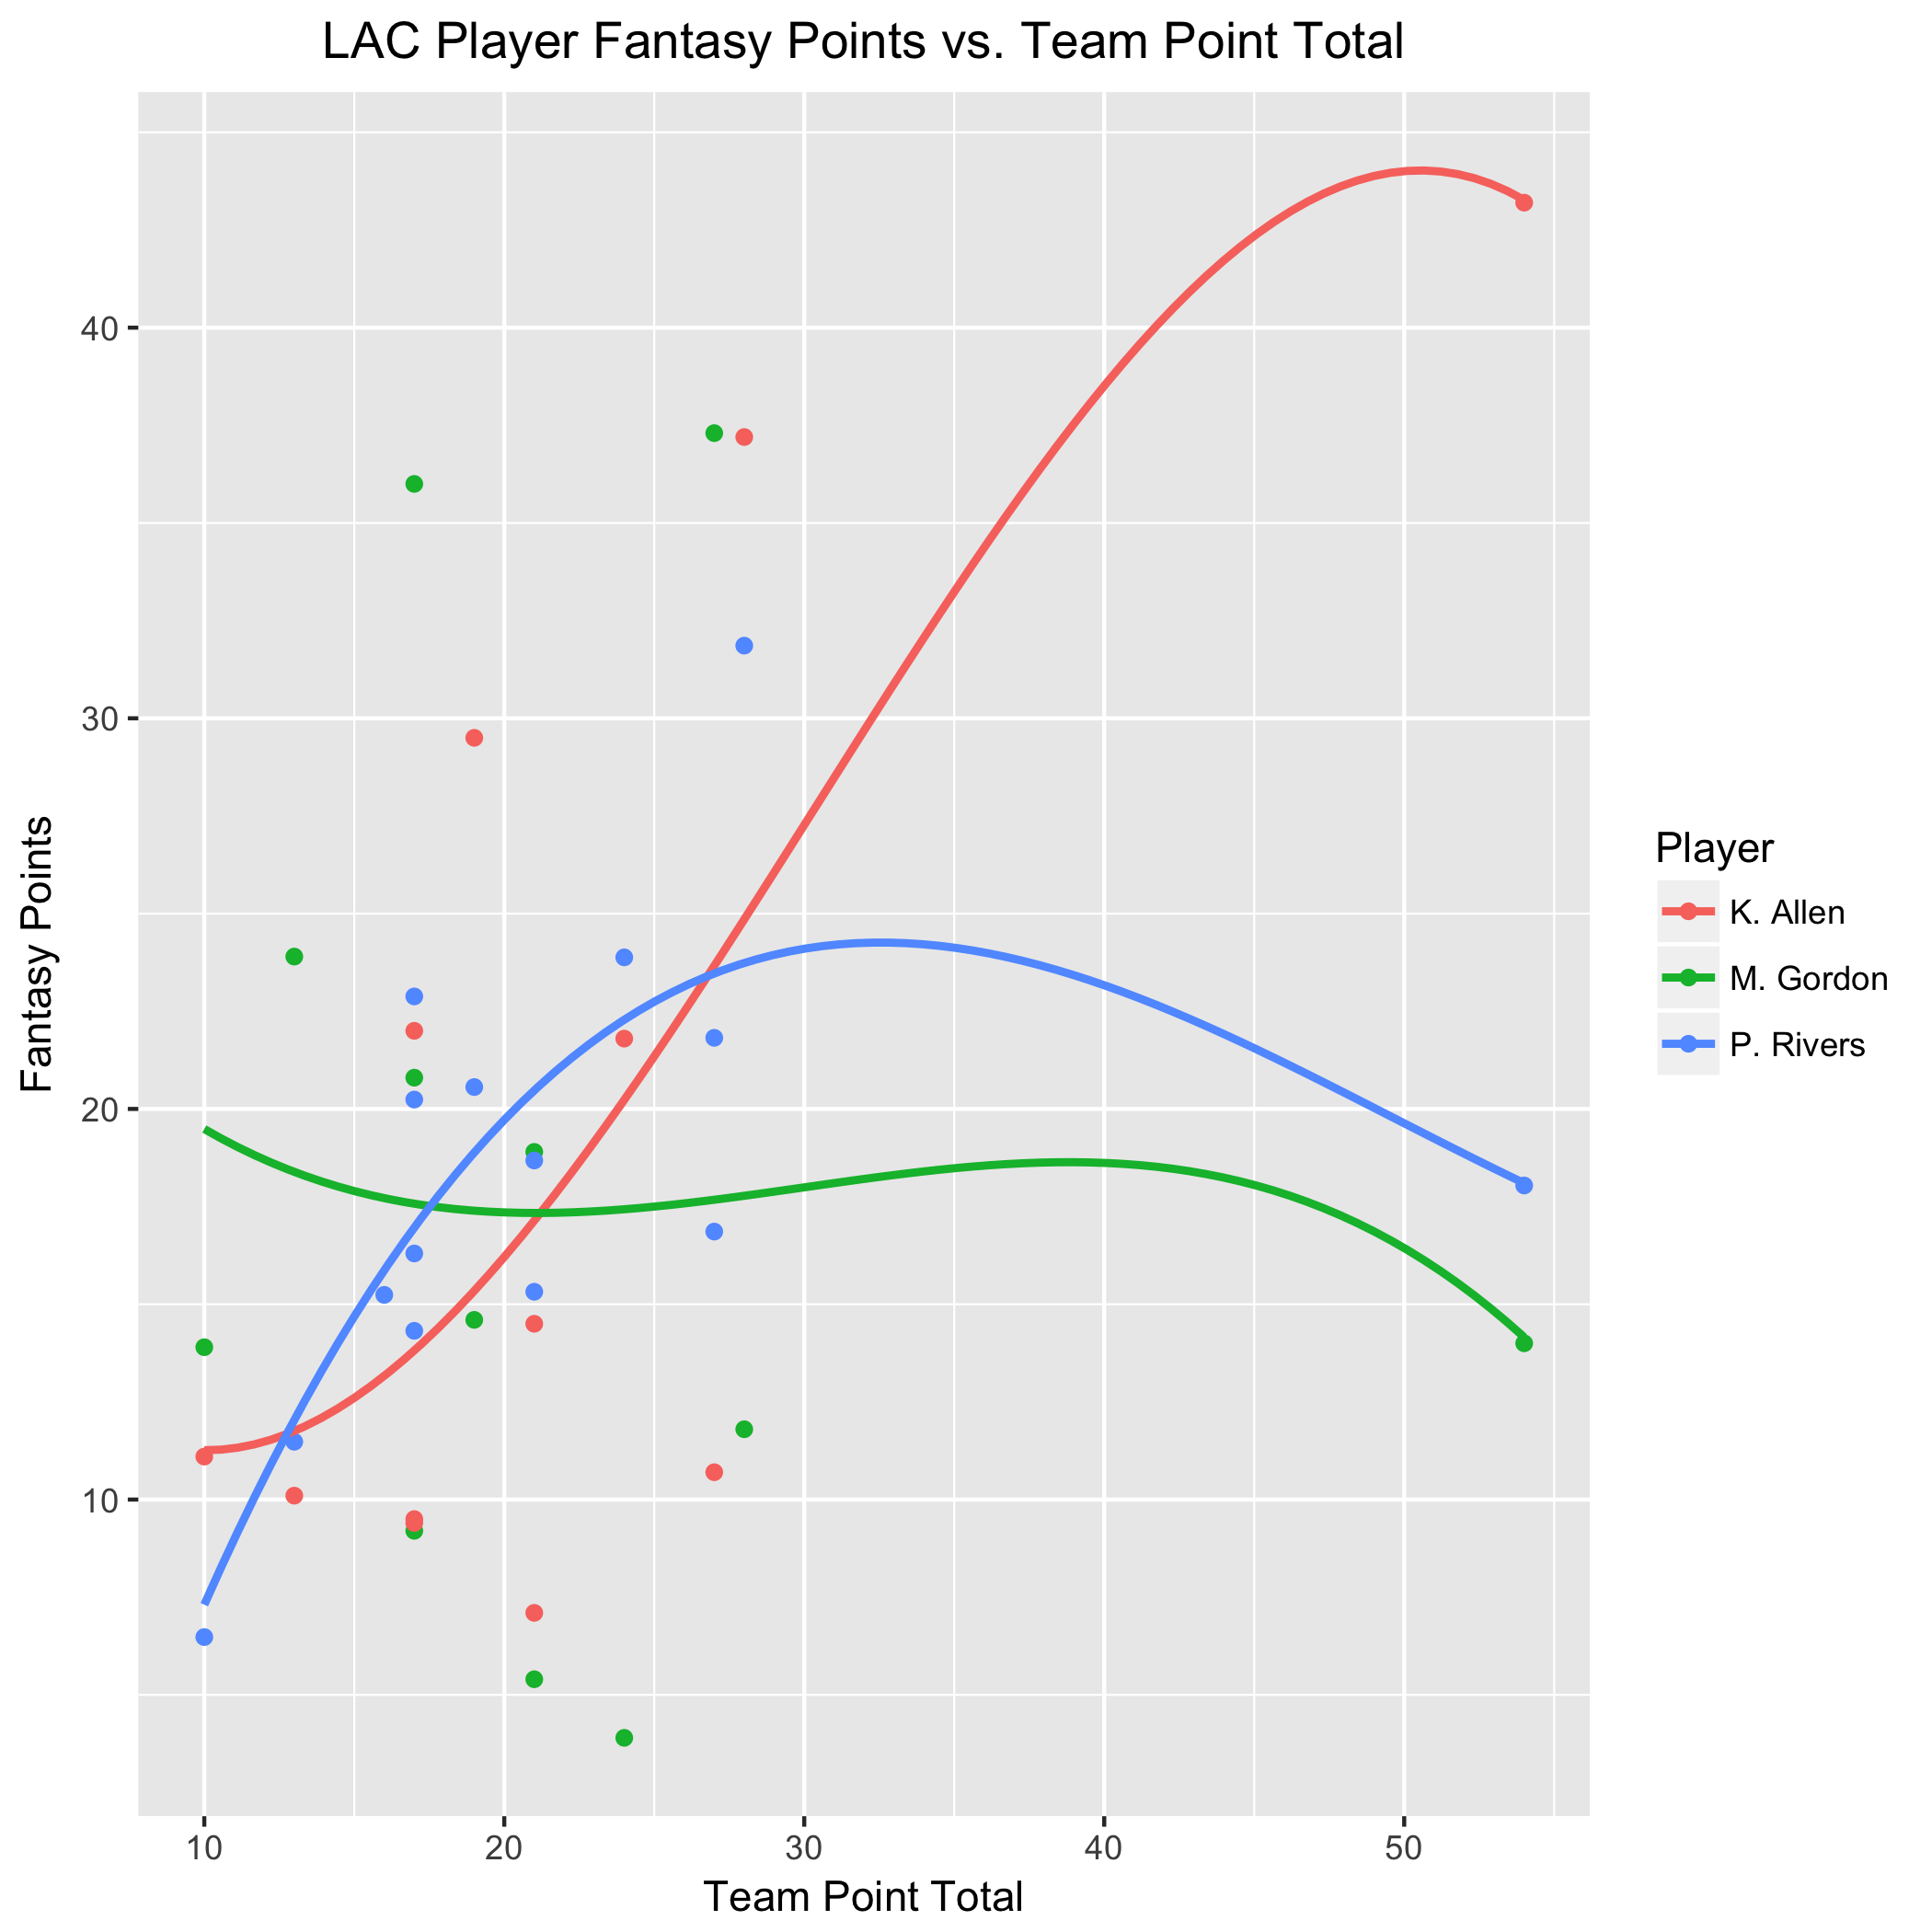 LAC Player Fantasy Points vs. Team Point Total
Fantasy Points
40
30
20
10
10 20 30 40 50
Team Point Total
Player
K. Allen
M. Gordon
P. Rivers